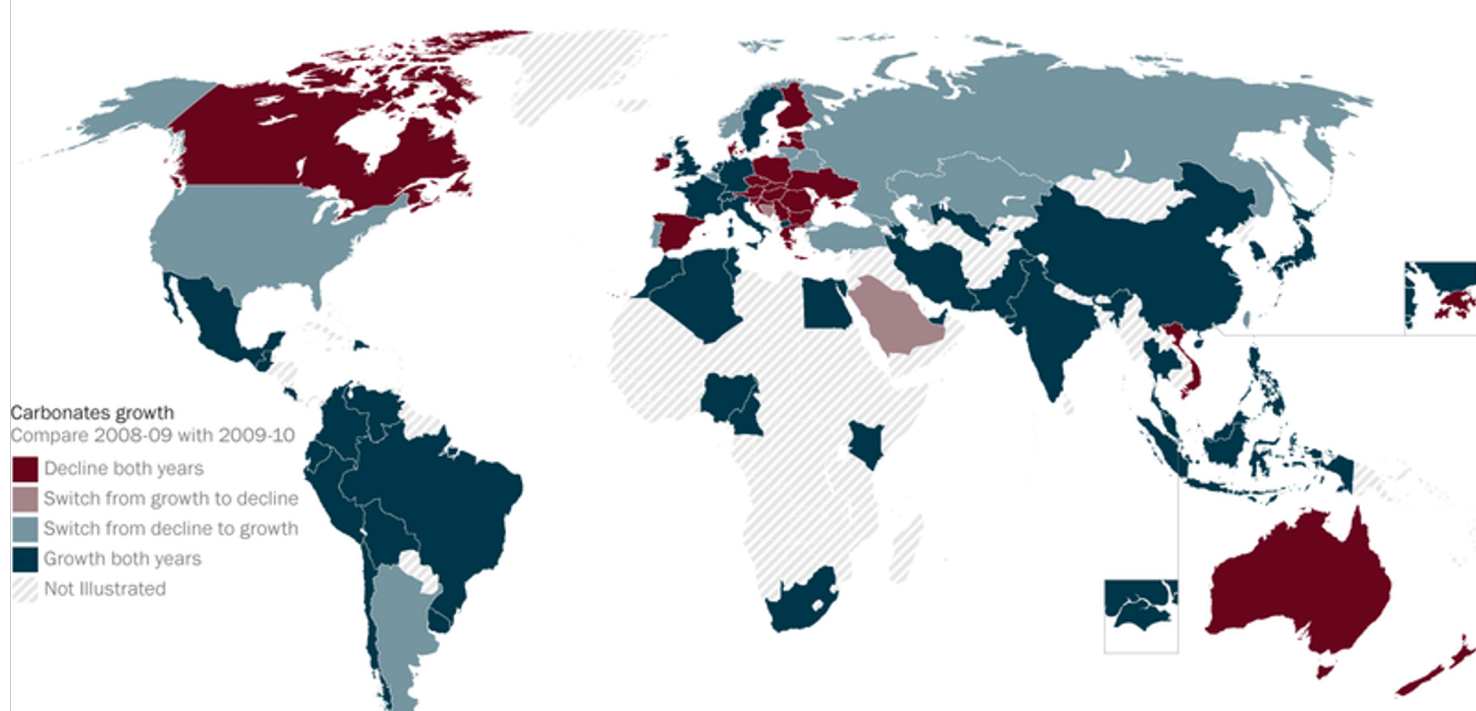 Carbonates growth
Compare 2008-09 with 2009-10
Decline both years
Switch from growth to decline
Switch from decline to growth
Growth both years
Not Illustrated